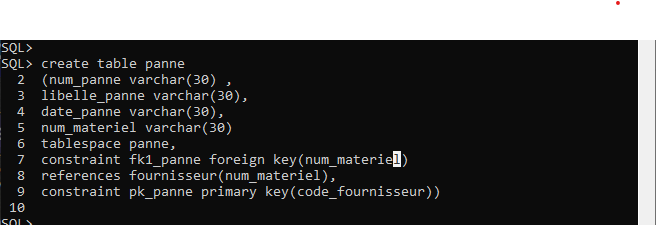 SQL>
SQL> create table panne
2 (num_panne varchar(30) ,
3 libelle_panne varchar(30),
4 date_panne varchar(30),
5 num_materiel varchar(30)
6 tablespace panne,
7 constraint fk1_panne foreign key(num_materiel)
8 references fournisseur(num_materiel),
9 constraint pk_panne primary key(code_fournisseur))
10
SQL>